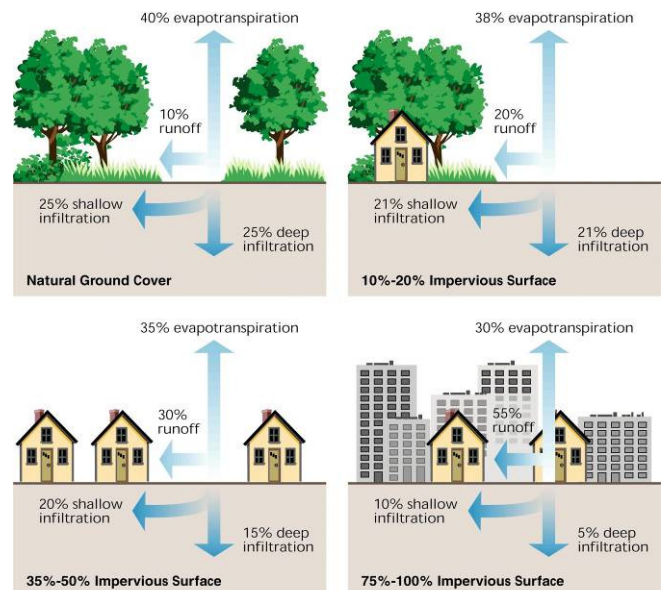 40% evapotranspiration
10%
runoff
25% shallow
infiltration
25% deep
infiltration
Natural Ground Cover
38% evapotranspiration
20%
runoff
21% shallow
infiltration
21% deep
infiltration
10%-20% Impervious Surface
35% evapotranspiration
30%
runoff
20% shallow
infiltration
15% deep
infiltration
35%-50% Impervious Surface
30% evapotranspiration
55%
runoff
10% shallow
infiltration
5% deep
infiltration
75%-100% Impervious Surface